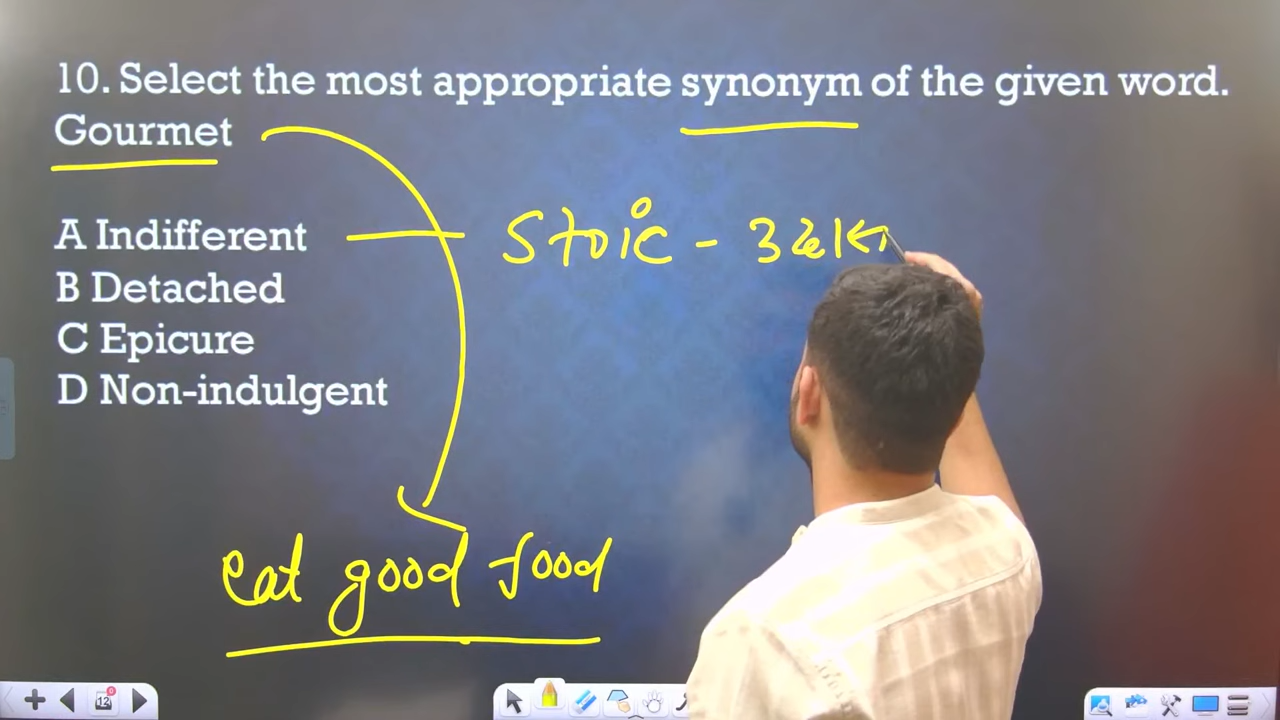 10. Select the most appropriate synonym of the given word.
Gourmet
A Indifferent
Stoic -
B Detached
C Epicure
D Non-indulgent
eat good food
12